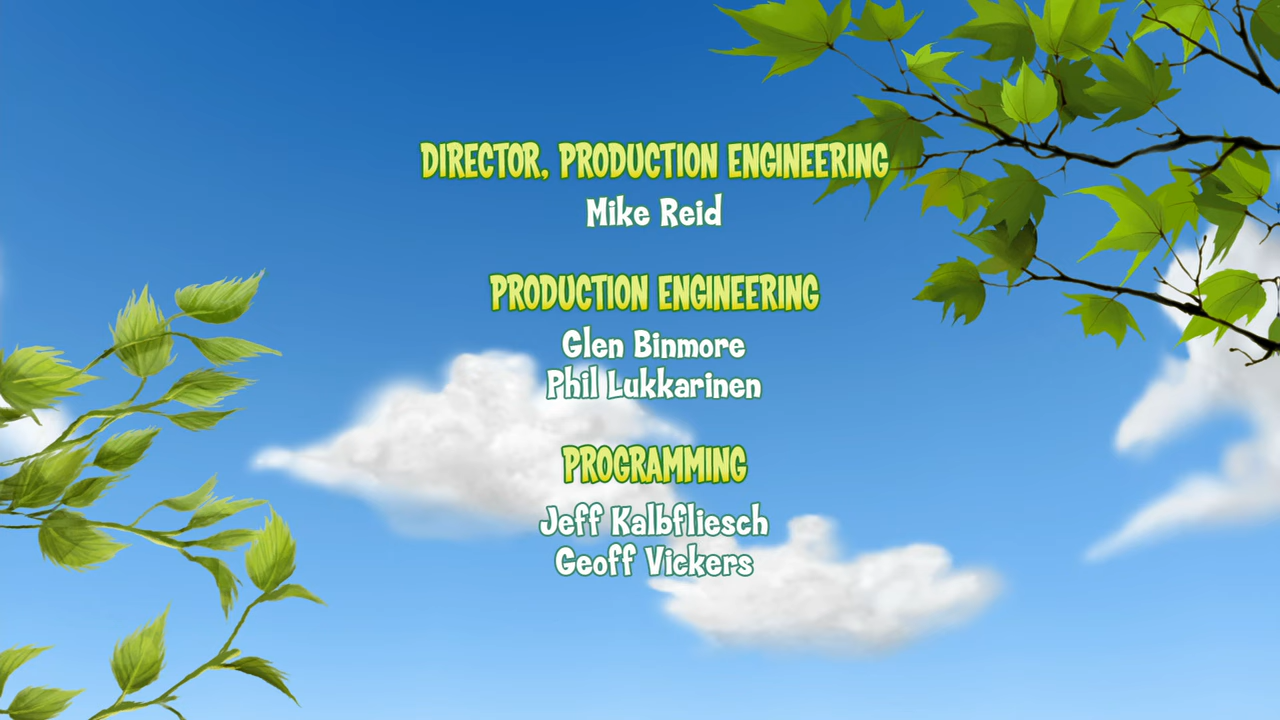 DIRECTOR, PRODUCTION ENGINEERING
Mike Reid
PRODUCTION ENGINEERING
Glen Binmore
Phil Lukkarinen
PROGRAMMING
Jeff Kalbfliesch
Geoff Vickers